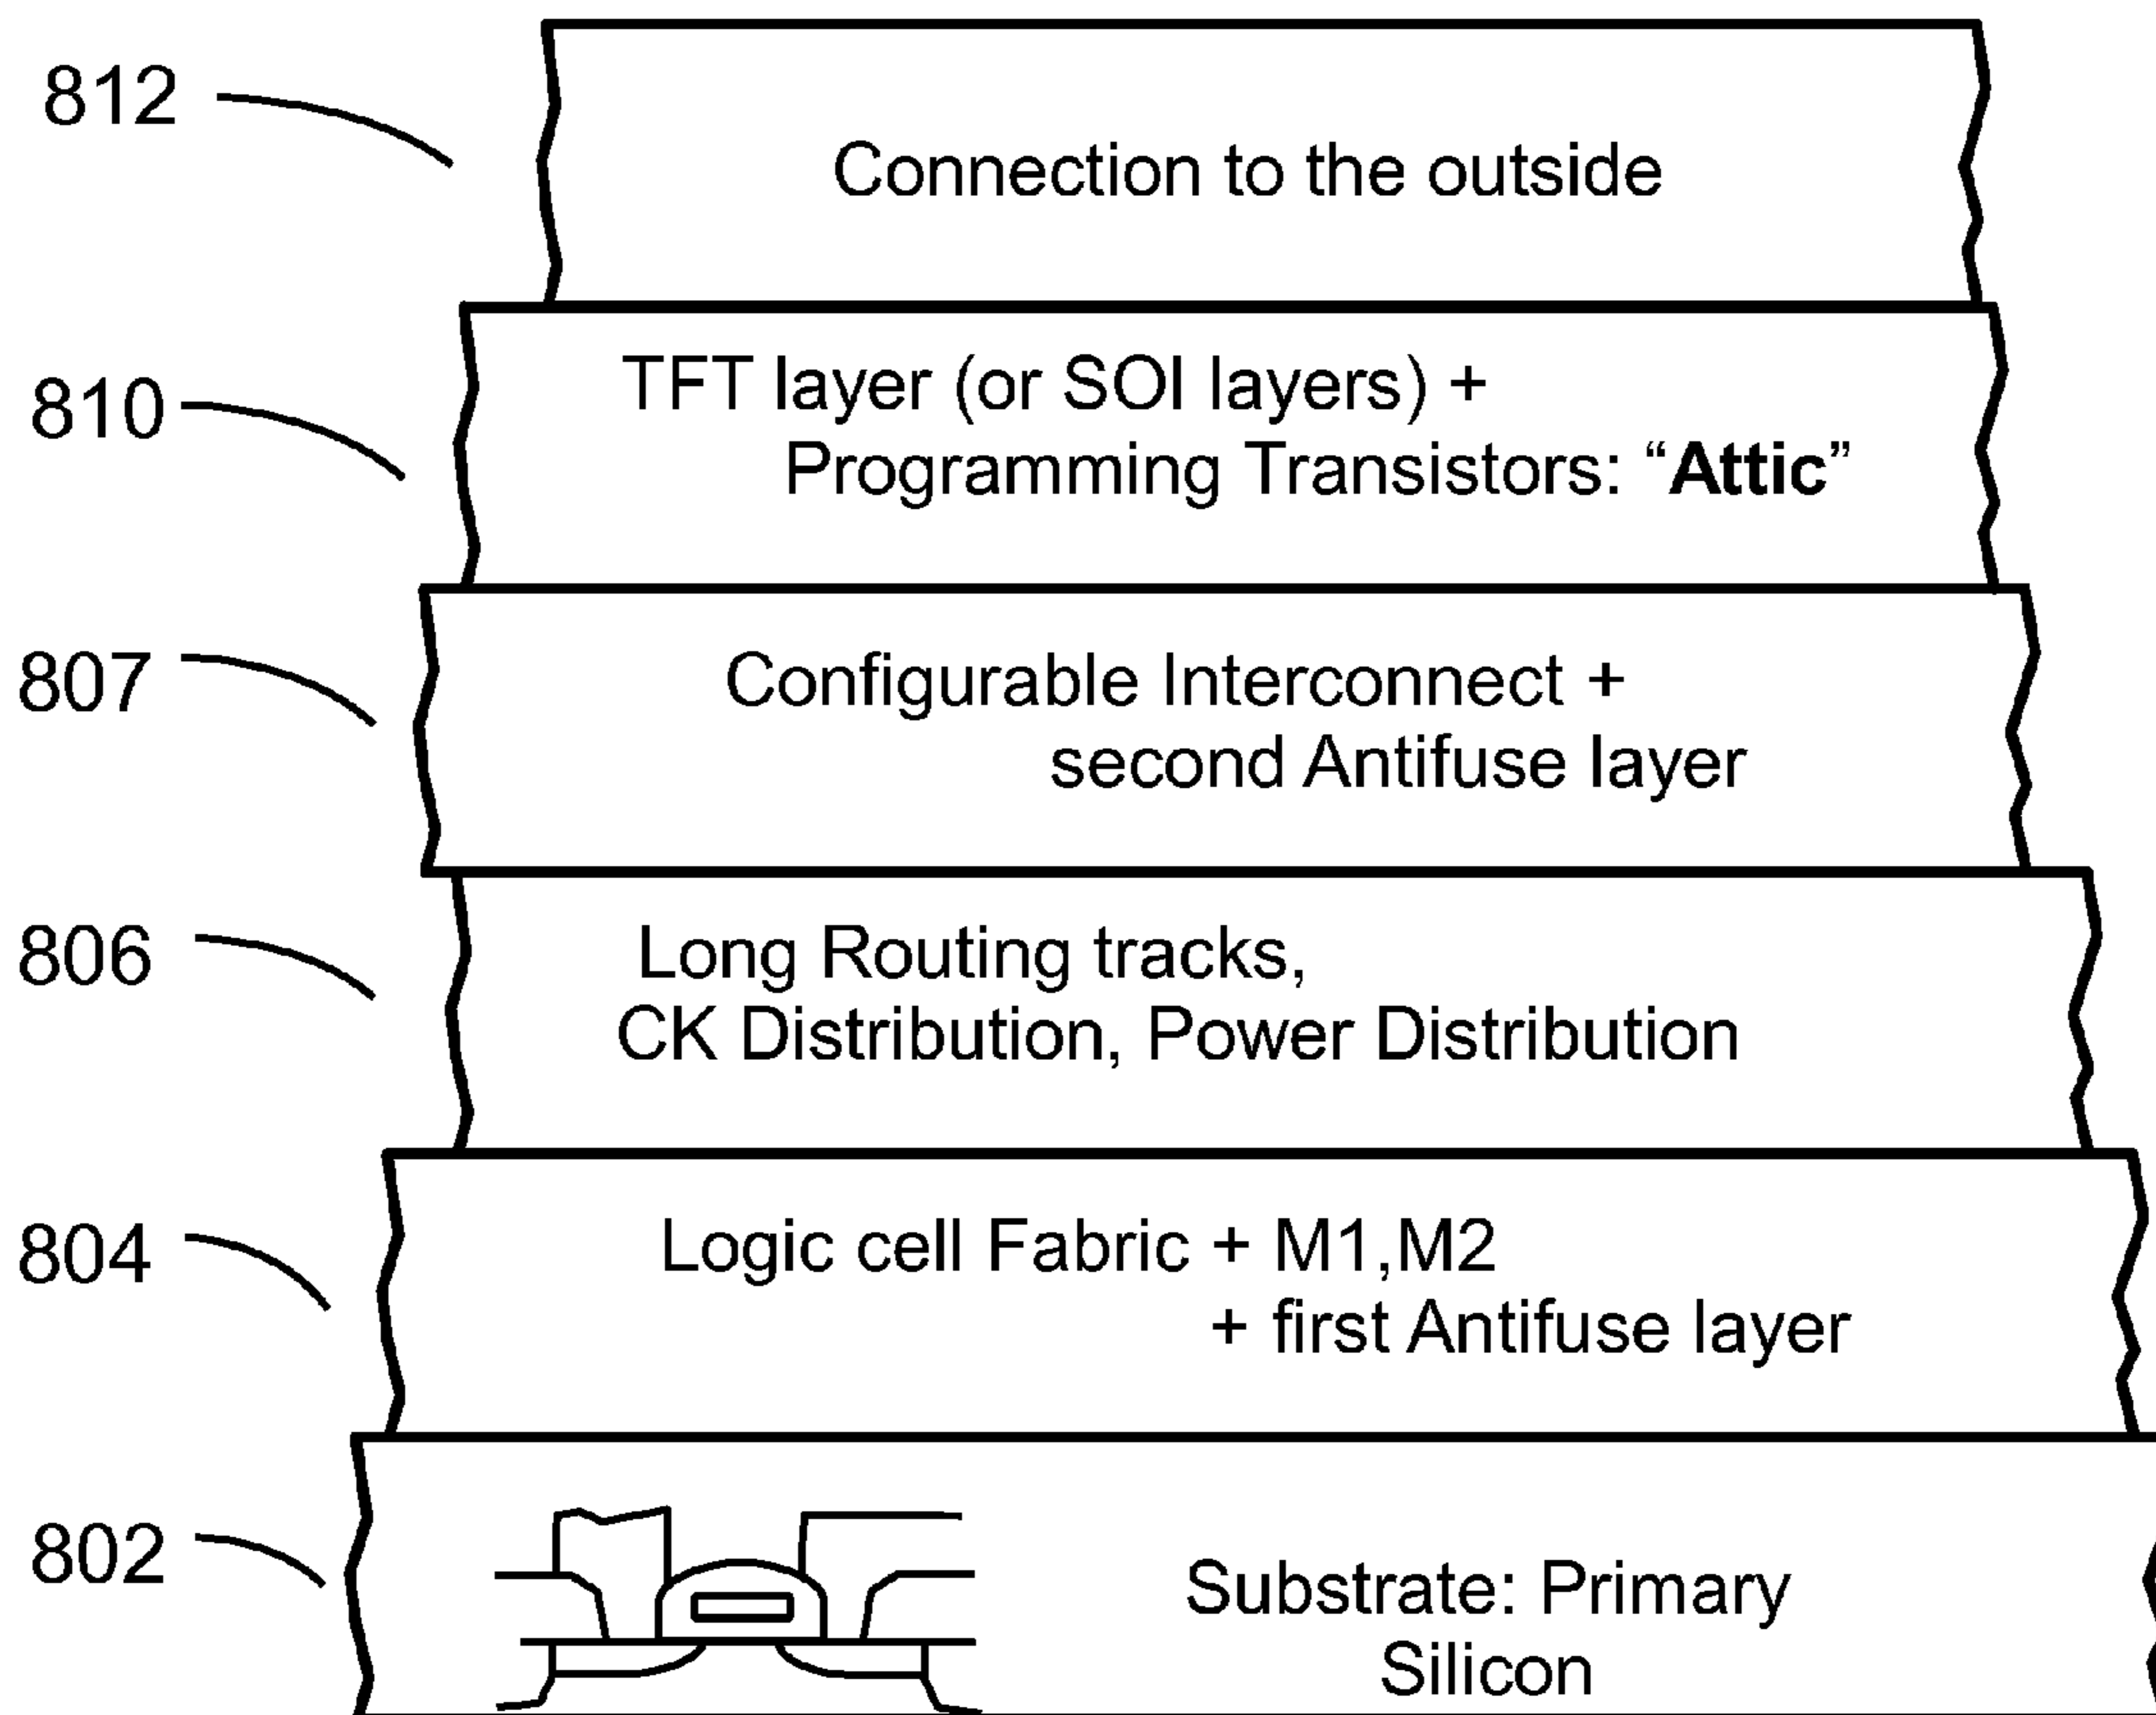 812
Connection to the outside
810
TFT layer (or SOI layers) +
Programming Transistors: “Attic”
807
Configurable Interconnect +
second Antifuse layer
806
Long Routing tracks,
CK Distribution, Power Distribution
804
Logic cell Fabric + M1,M2
+ first Antifuse layer
802
Substrate: Primary
Silicon